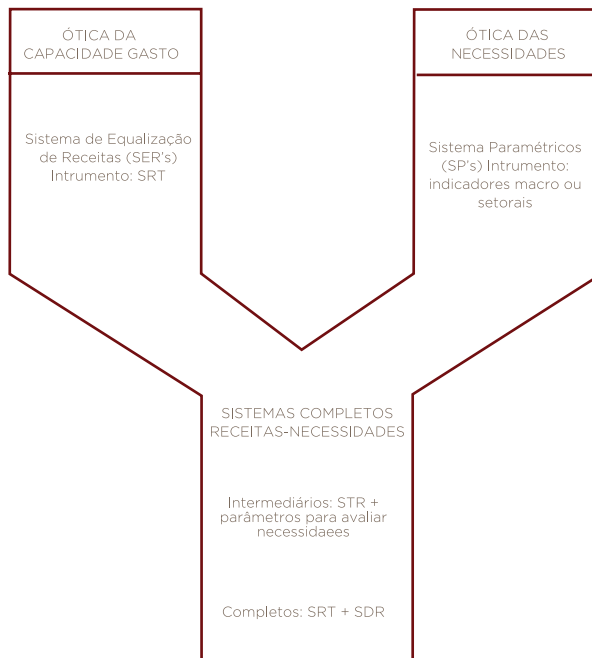 ÓTICA DA
CAPACIDADE GASTO
Sistema de Equalização
de Receitas (SER's)
Intrumento: SRT
ÓTICA DAS
NECESSIDADES
Sistema Paramétricos
(SP's) Intrumento:
indicadores macro ou
setorais
SISTEMAS COMPLETOS
RECEITAS-NECESSIDADES
Intermediários: STR +
parâmetros para avaliar
necessidaees
Completos: SRT + SDR